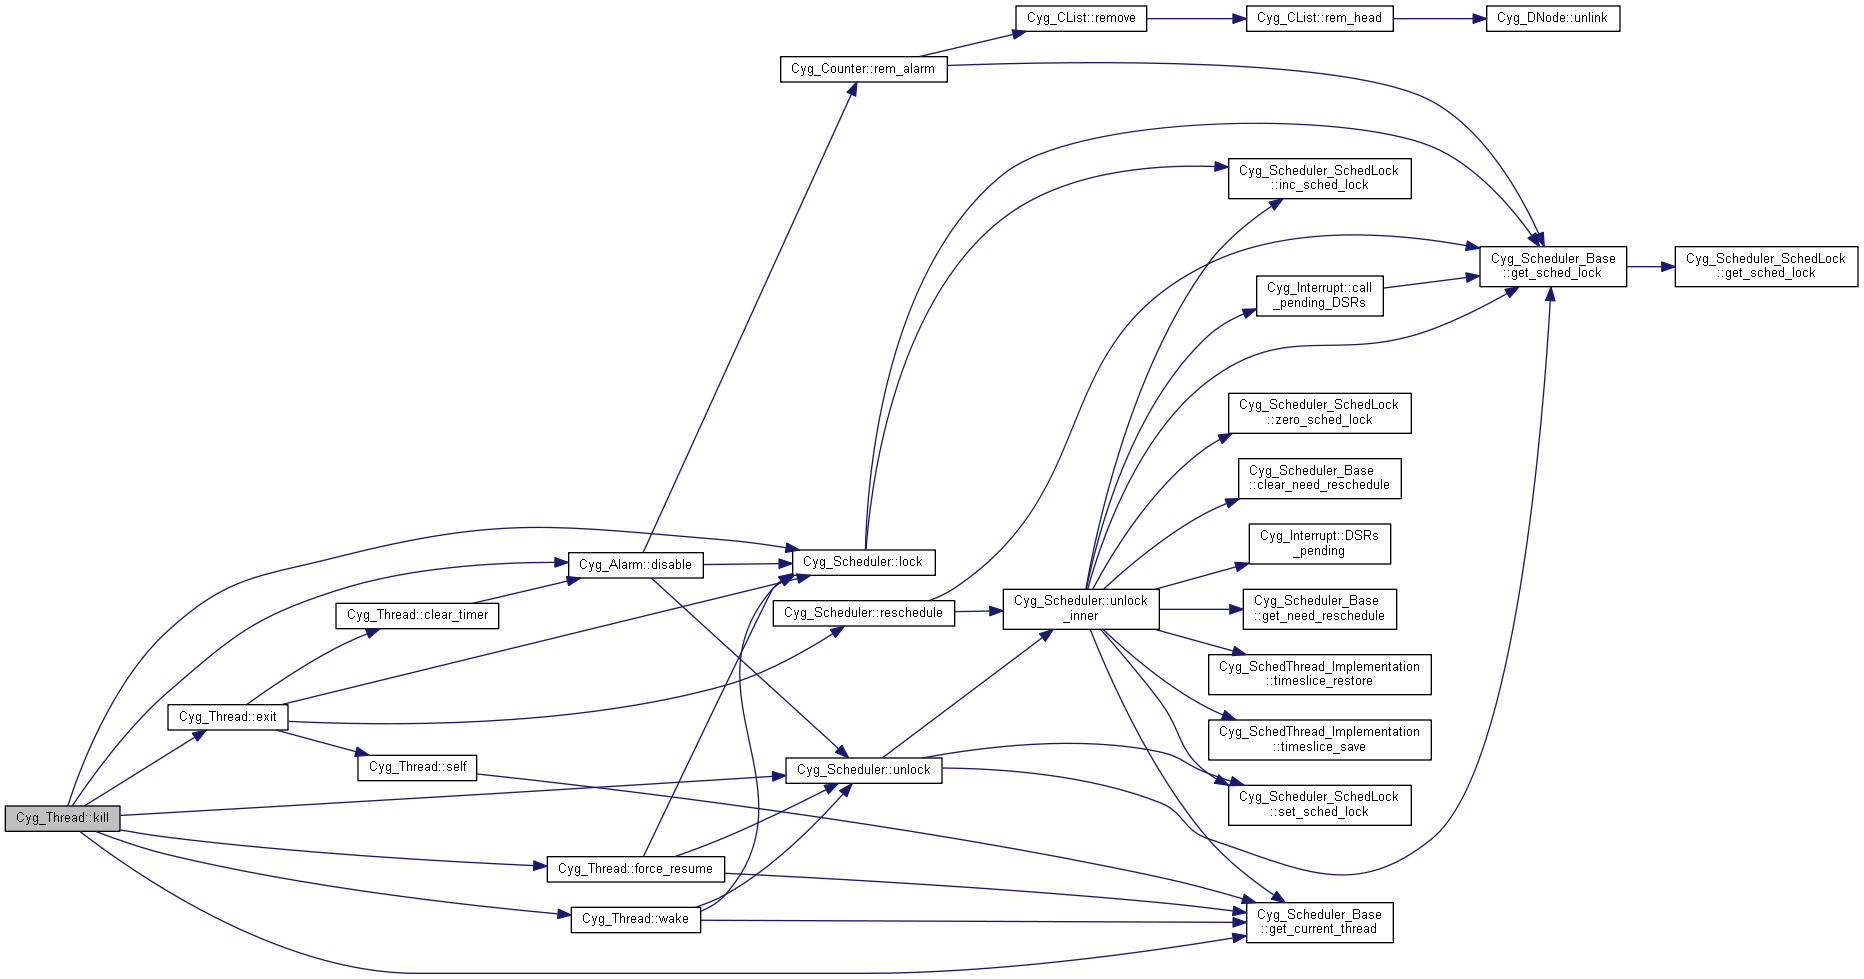 Cyg_CList::remove
Cyg_CList::rem_head
Cyg_DNode::unlink
Cyg_Counter::rem_alarm
Cyg_Scheduler_SchedLock
::inc_sched_lock
Cyg_Scheduler_Base
::get_sched_lock
Cyg_Scheduler_SchedLock
::get_sched_lock
Cyg_Interrupt::call
_pending_DSRs
Cyg_Scheduler_SchedLock
::zero_sched_lock
Cyg_Scheduler_Base
::clear_need_reschedule
Cyg_Interrupt::DSRs
_pending
Cyg_Alarm::disable
Cyg_Scheduler::lock
Cyg_Thread::clear_timer
Cyg_Scheduler::reschedule
Cyg_Scheduler::unlock
_inner
Cyg_Scheduler_Base
::get_need_reschedule
Cyg_SchedThread_Implementation
::timeslice_restore
Cyg_Thread::exit
Cyg_SchedThread_Implementation
::timeslice_save
Cyg_Thread::self
Cyg_Scheduler::unlock
Cyg_Scheduler_SchedLock
::set_sched_lock
Cyg_Thread::kill
Cyg_Thread::force_resume
Cyg_Thread::wake
Cyg_Scheduler_Base
::get_current_thread